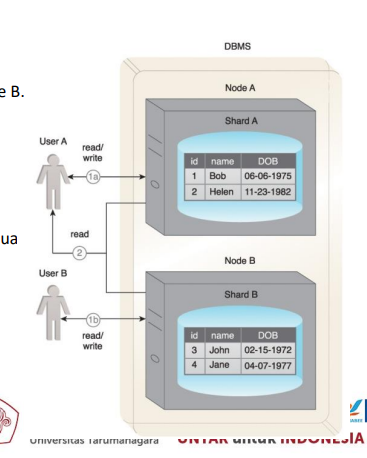 DBMS
e B.
Node A
Shard A
User A
read/
write
1a
id name DOB
1 Bob 06-06-1975
2 Helen 11-23-1982
ua
read
2
Node B
User B
Shard B
1b
read/
write
id name DOB
3 John 02-15-1972
4 Jane 04-07-1977
Universitas Tarumanagara UNTAR untuk INDONESIA